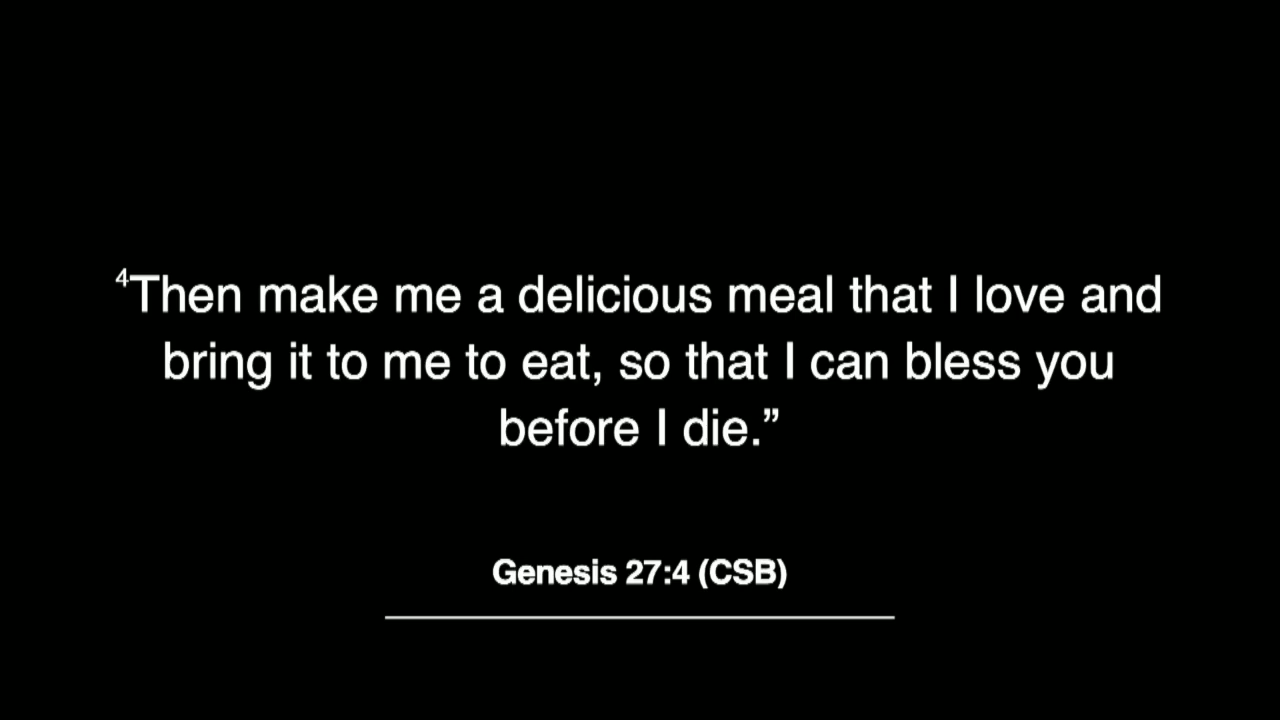 ⁴Then make me a delicious meal that I love and
bring it to me to eat, so that I can bless you
before I die.”
Genesis 27:4 (CSB)